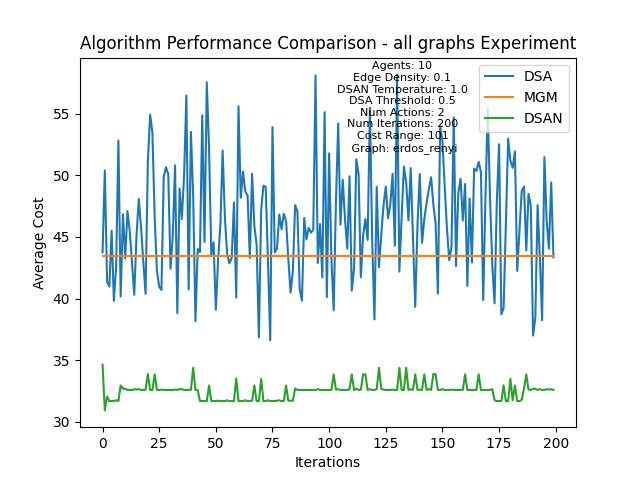 Algorithm Performance Comparison - all graphs Experiment
Agents: 10
Edge Density: 0.1
DSAN Temperature: 1.0
DSA Threshold: 0.5
Num Actions: 2
Num Iterations: 200
Cost Range: 101
Graph: erdos_renyi
DSA
MGM
DSAN
Average Cost
55
50
45
40
35
30
0
25
50
75
100
125
150
175
200
Iterations